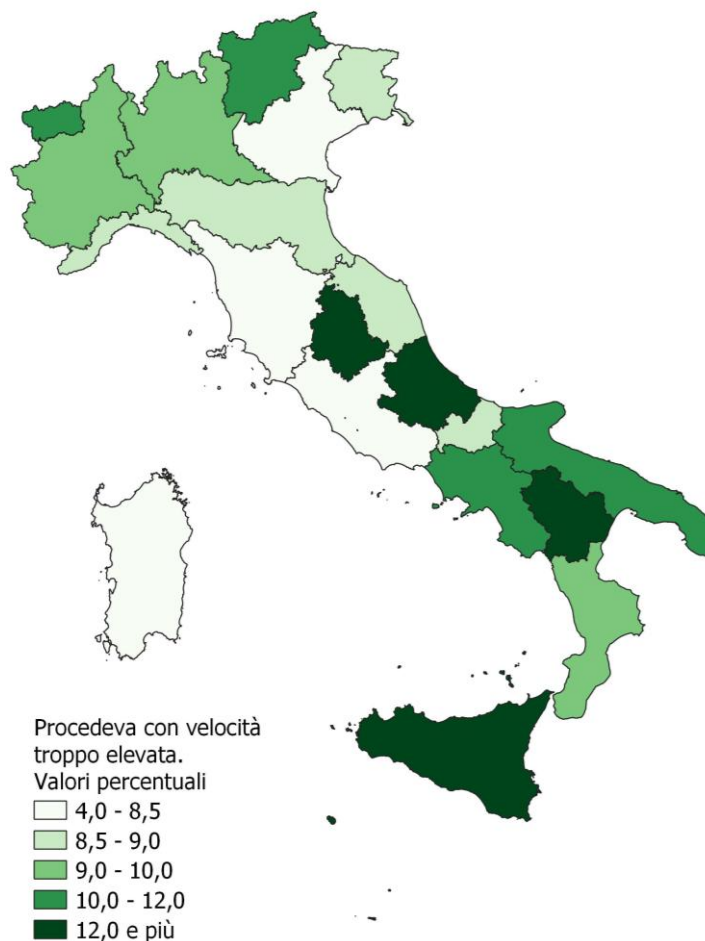 Procedeva con velocità
troppo elevata.
Valori percentuali
4,0 - 8,5
8,5 - 9,0
9,0 - 10,0
10,0 - 12,0
12,0 e più